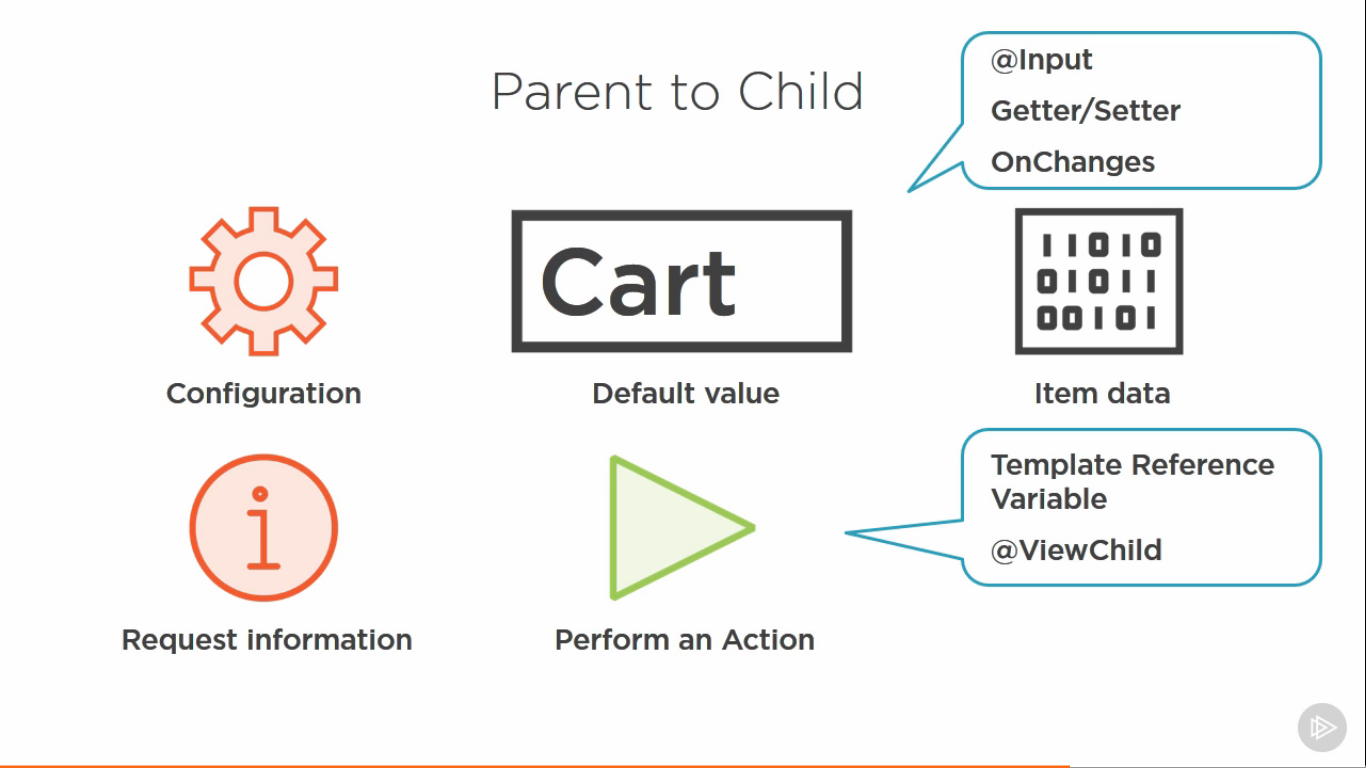 Parent to Child
@Input
Getter/Setter
OnChanges
Cart
11010
01011
00101
Configuration
Default value
Item data
Template Reference
Variable
@ViewChild
i
Request information
Perform an Action